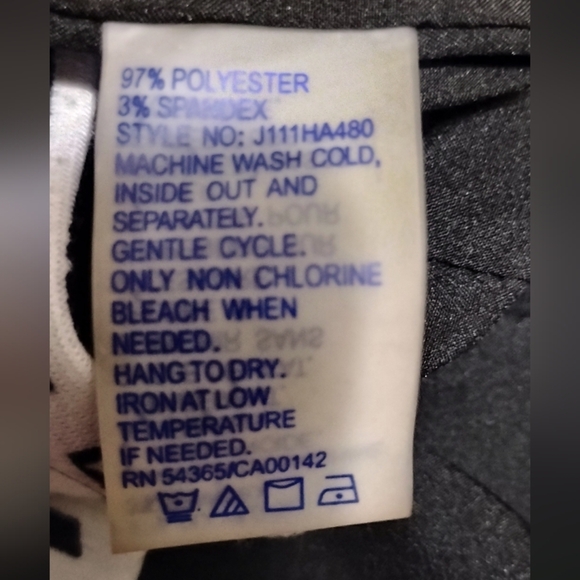 97% POLYESTER
3% SPANDEX
STYLE NO: J111HA480
MACHINE WASH COLD,
INSIDE OUT AND
SEPARATELY.
GENTLE CYCLE.
ONLY NON CHLORINE
BLEACH WHEN
NEEDED.
HANG TO DRY.
IRON AT LOW
TEMPERATURE
IF NEEDED.
RN 54365/CA00142